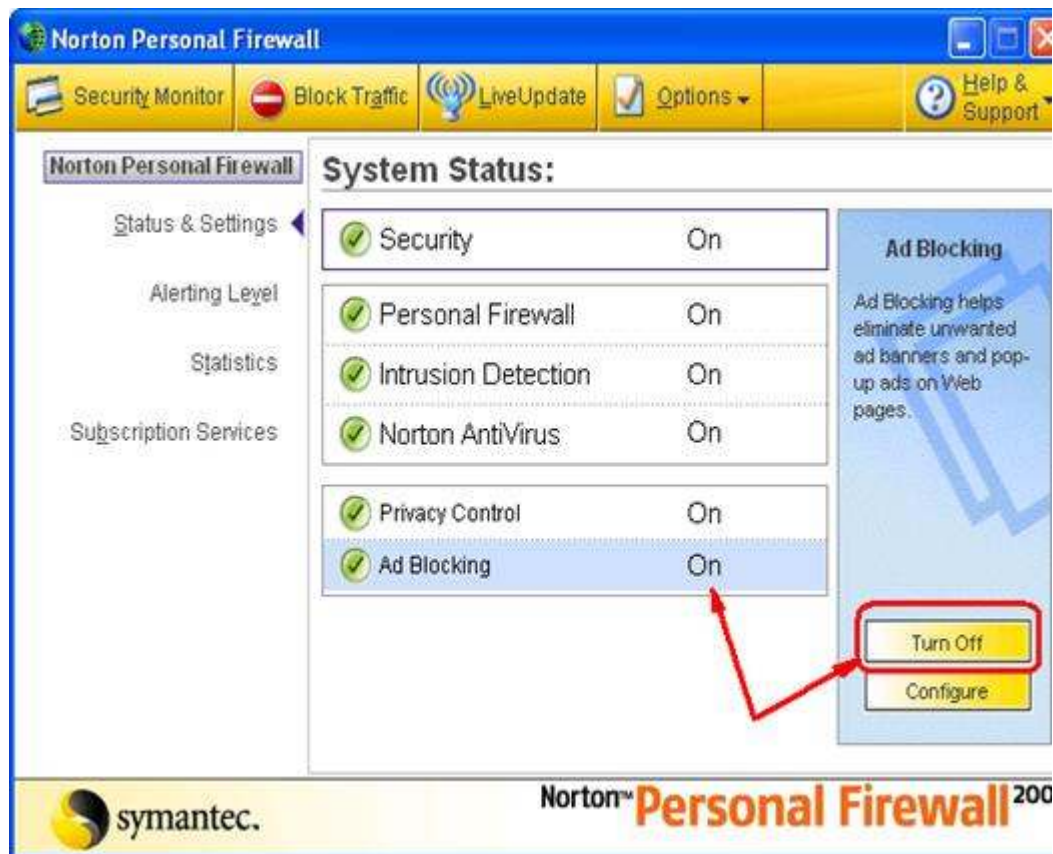 Norton Personal Firewall
Security Monitor Block Traffic LiveUpdate Options Help & Support
Norton Personal Firewall
Status & Settings
Alerting Level
Statistics
Subscription Services
System Status:
Security On
Personal Firewall On
Intrusion Detection On
Norton AntiVirus On
Privacy Control On
Ad Blocking On
Ad Blocking
Ad Blocking helps
eliminate unwanted
ad banners and pop-
up ads on Web
pages.
Turn Off
Configure
symantec.
Norton™ Personal Firewall 200